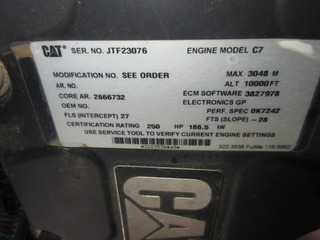 CAT SER. NO. JTF23076 ENGINE MODEL C7
MODIFICATION NO. SEE ORDER MAX 3048 M
AR. NO. ALT 10000 FT
CORE AR. 2666732 ECM SOFTWARE 3827978
OEM NO. ELECTRONICS GP
FLS (INTERCEPT) 27 PERF. SPEC 0K7242
CERTIFICATION RATING 250 HP 186.5 kW FTS (SLOPE) -28
USE SERVICE TOOL TO VERIFY CURRENT ENGINE SETTINGS
CAT